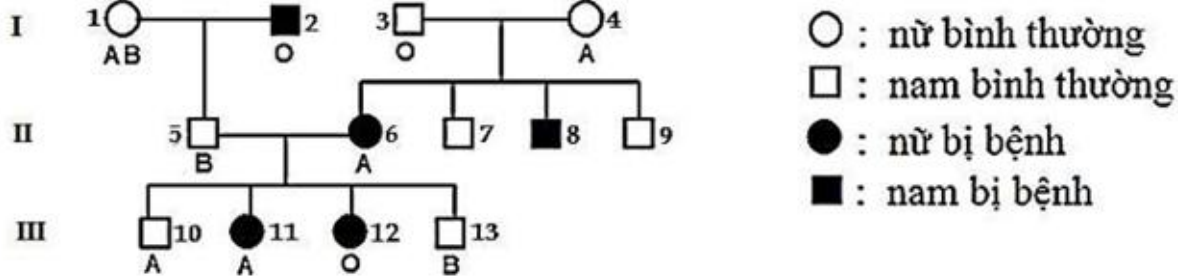 I 1 2 3 4
AB O O A
II 5 6 7 8 9
B A
III 10 11 12 13
A A O B
: nữ bình thường
: nam bình thường
: nữ bị bệnh
: nam bị bệnh